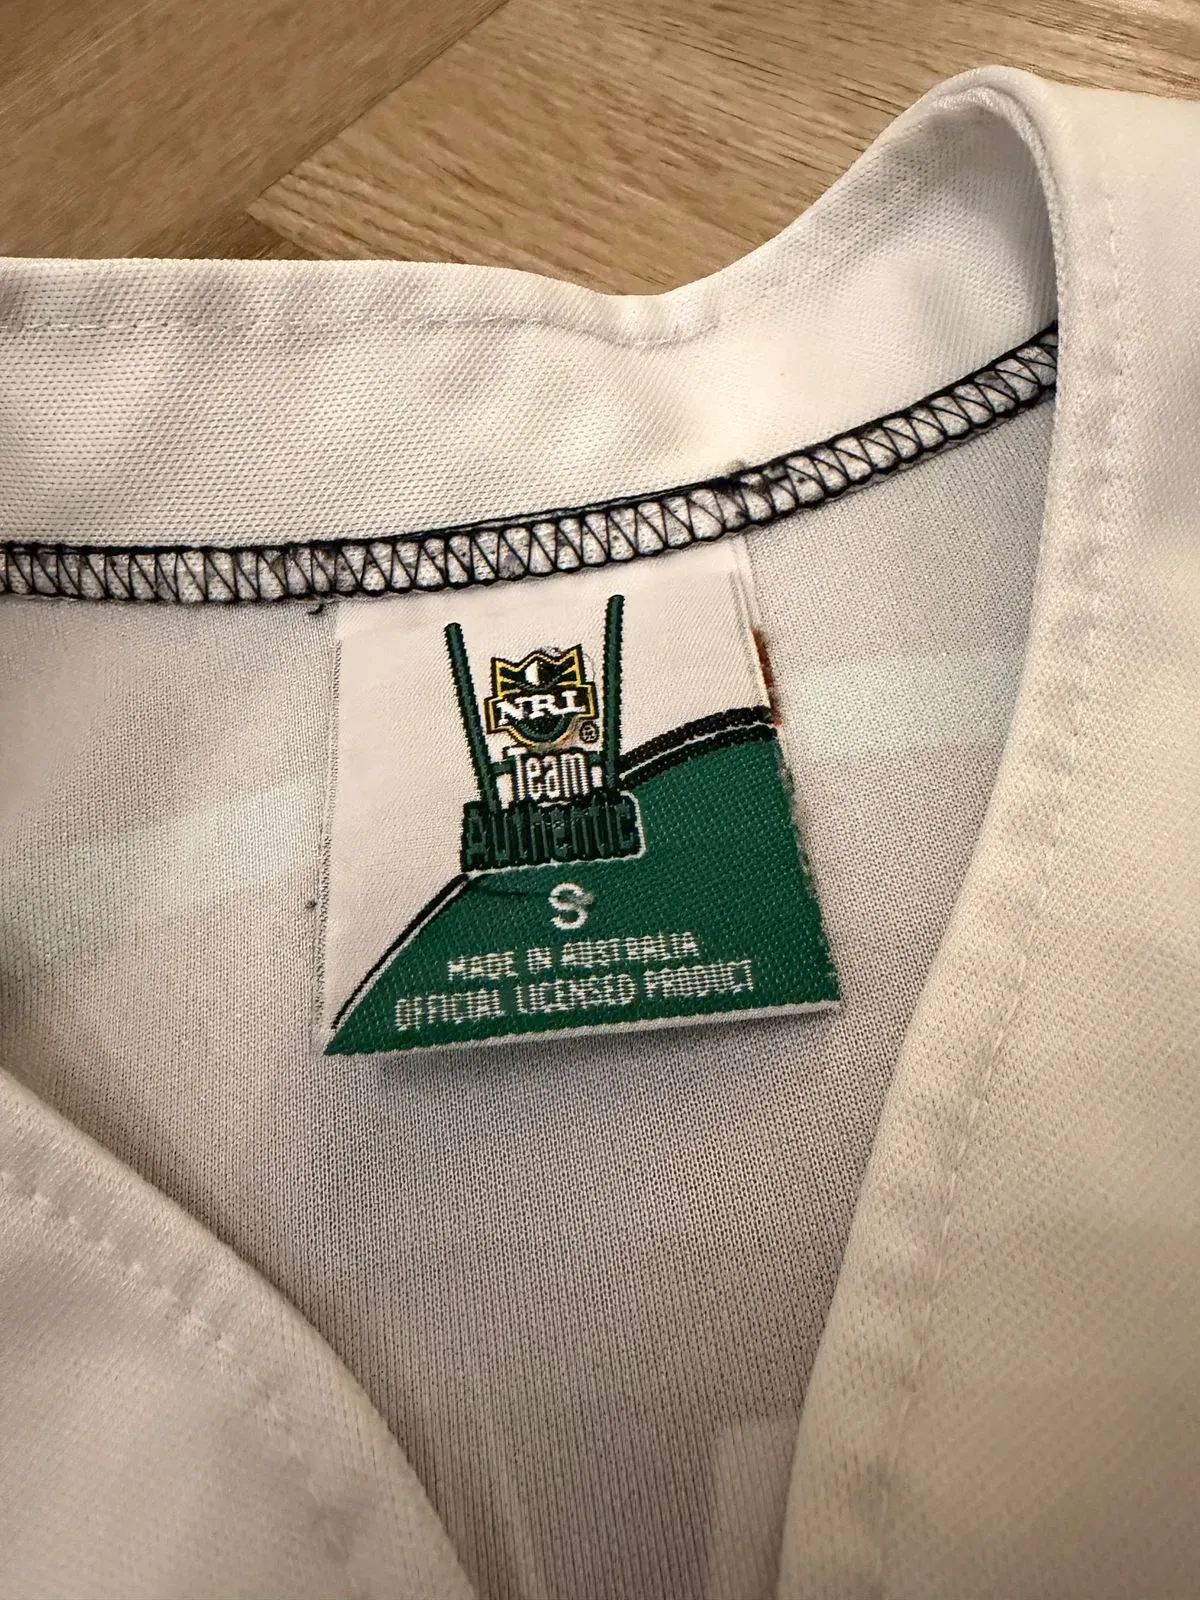 NRL
®
Team
Authentic
S
MADE IN AUSTRALIA
OFFICIAL LICENSED PRODUCT